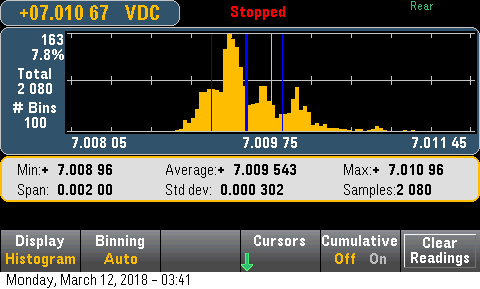 +07.010 67 VDC
Stopped
Rear
163
7.8%
Total
2 080
# Bins
100
7.008 05 7.009 75 7.011 45
Min:+ 7.008 96 Average:+ 7.009 543 Max:+ 7.010 96
Span: 0.002 00 Std dev: 0.000 302 Samples:2 080
Display Binning Cursors Cumulative Clear
Histogram Auto Off On Readings
Monday, March 12, 2018 - 03:41